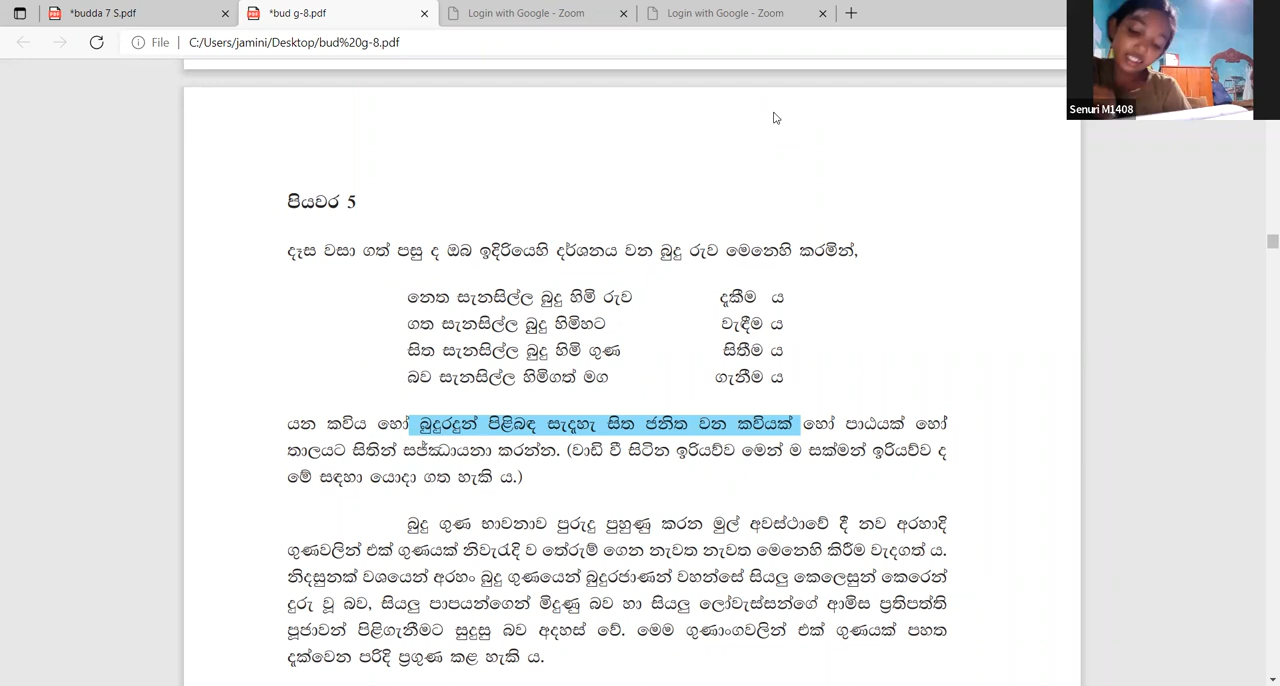 *budda 7 S.pdf
*bud g-8.pdf
Login with Google - Zoom
Login with Google - Zoom
File
C:/Users/jamini/Desktop/bud%20g-8.pdf
Senuri M1408
පියවර 5
දෑස වසා ගත් පසු ද ඔබ ඉදිරියෙහි දර්ශනය වන බුදු රුව මෙනෙහි කරමින්,
නෙත සැනසිල්ල බුදු හිමි රුව දැකීම ය
ගත සැනසිල්ල බුදු හිමිහට වැඳීම ය
සිත සැනසිල්ල බුදු හිමි ගුණ සිතීම ය
බව සැනසිල්ල හිමිගත් මග ගැනීම ය
යන කවිය හෝ බුදුරදුන් පිළිබඳ සැදැහැ සිත ජනිත වන කවියක් හෝ පාඨයක් හෝ
තාලයට සිතින් සජ්ඣායනා කරන්න. (වාඩි වී සිටින ඉරියව්ව මෙන් ම සක්මන් ඉරියව්ව ද
මේ සඳහා යොදා ගත හැකි ය.)
බුදු ගුණ භාවනාව පුරුදු පුහුණු කරන මුල් අවස්ථාවේ දී නව අරහාදි
ගුණවලින් එක් ගුණයක් නිවැරැදි ව තේරුම් ගෙන නැවත නැවත මෙනෙහි කිරීම වැදගත් ය.
නිදසුනක් වශයෙන් අරහං බුදු ගුණයෙන් බුදුරජාණන් වහන්සේ සියලු කෙලෙසුන් කෙරෙන්
දුරු වූ බව, සියලු පාපයන්ගෙන් මිදුණු බව හා සියලු ලෝවැස්සන්ගේ ආමිස ප්‍රතිපත්ති
පූජාවන් පිළිගැනීමට සුදුසු බව අදහස් වේ. මෙම ගුණාංගවලින් එක් ගුණයක් පහත
දැක්වෙන පරිදි ප්‍රගුණ කළ හැකි ය.